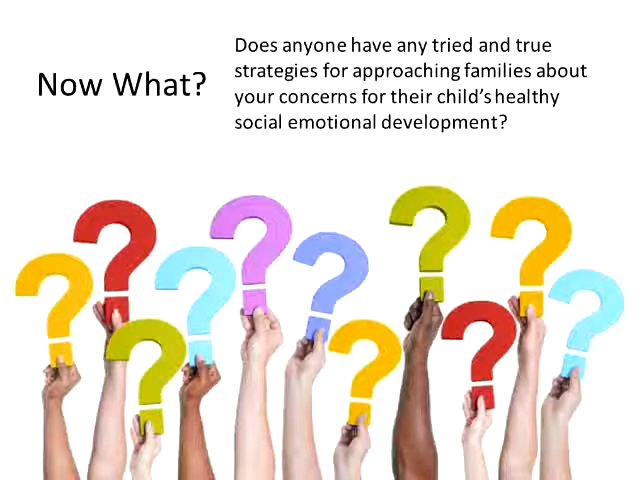 Now What?
Does anyone have any tried and true
strategies for approaching families about
your concerns for their child's healthy
social emotional development?